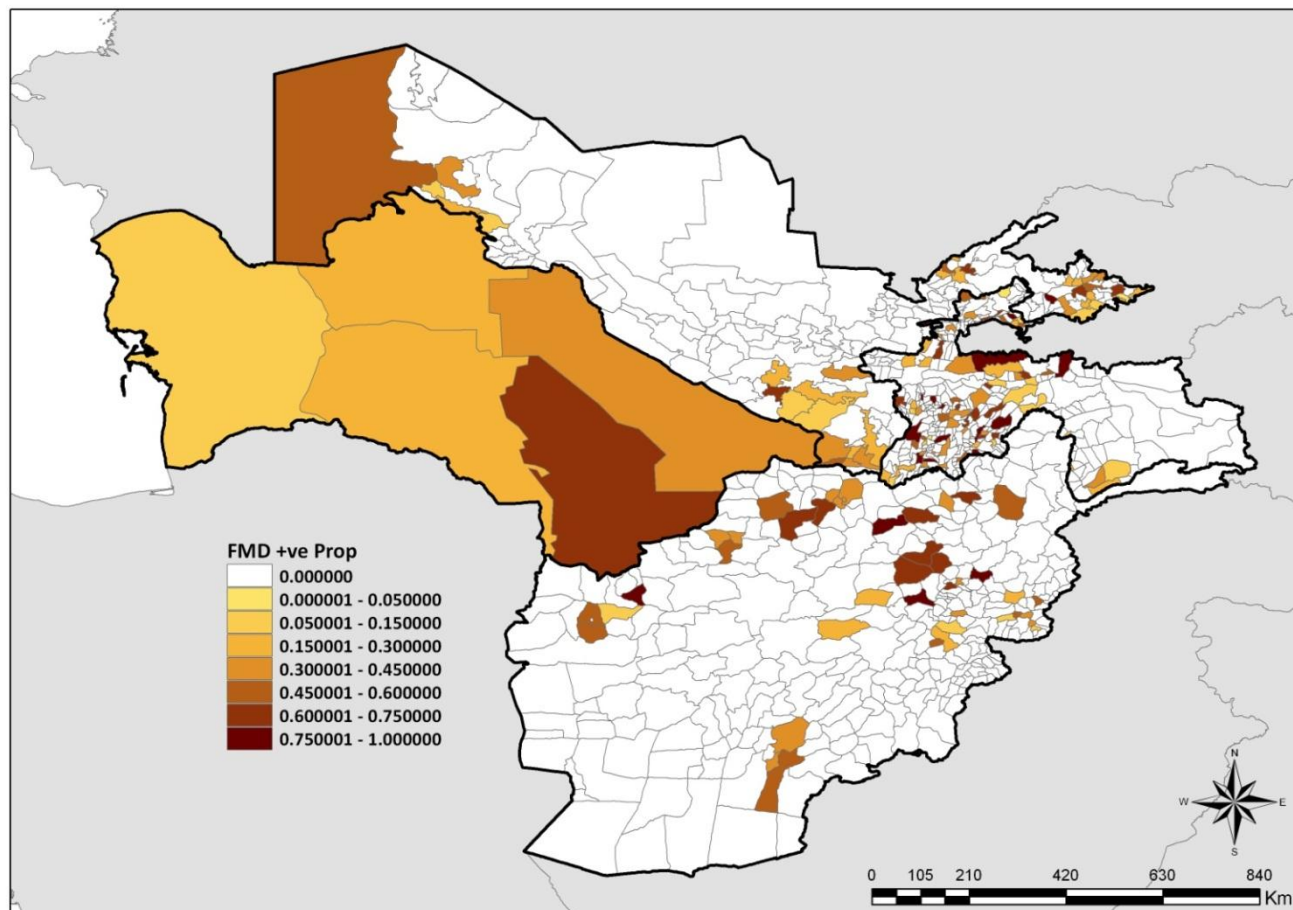 FMD +ve Prop
0.000000
0.000001 - 0.050000
0.050001 - 0.150000
0.150001 - 0.300000
0.300001 - 0.450000
0.450001 - 0.600000
0.600001 - 0.750000
0.750001 - 1.000000
N
W E
S
0 105 210 420 630 840
Km